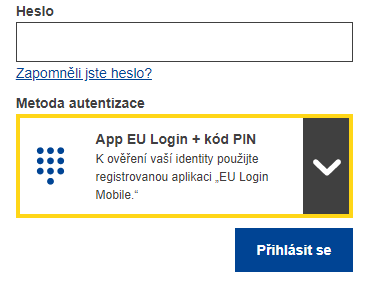 Heslo
Zapomněli jste heslo?
Metoda autentizace
App EU Login + kód PIN
K ověření vaší identity použijte
registrovanou aplikaci „EU Login
Mobile.“
Přihlásit se